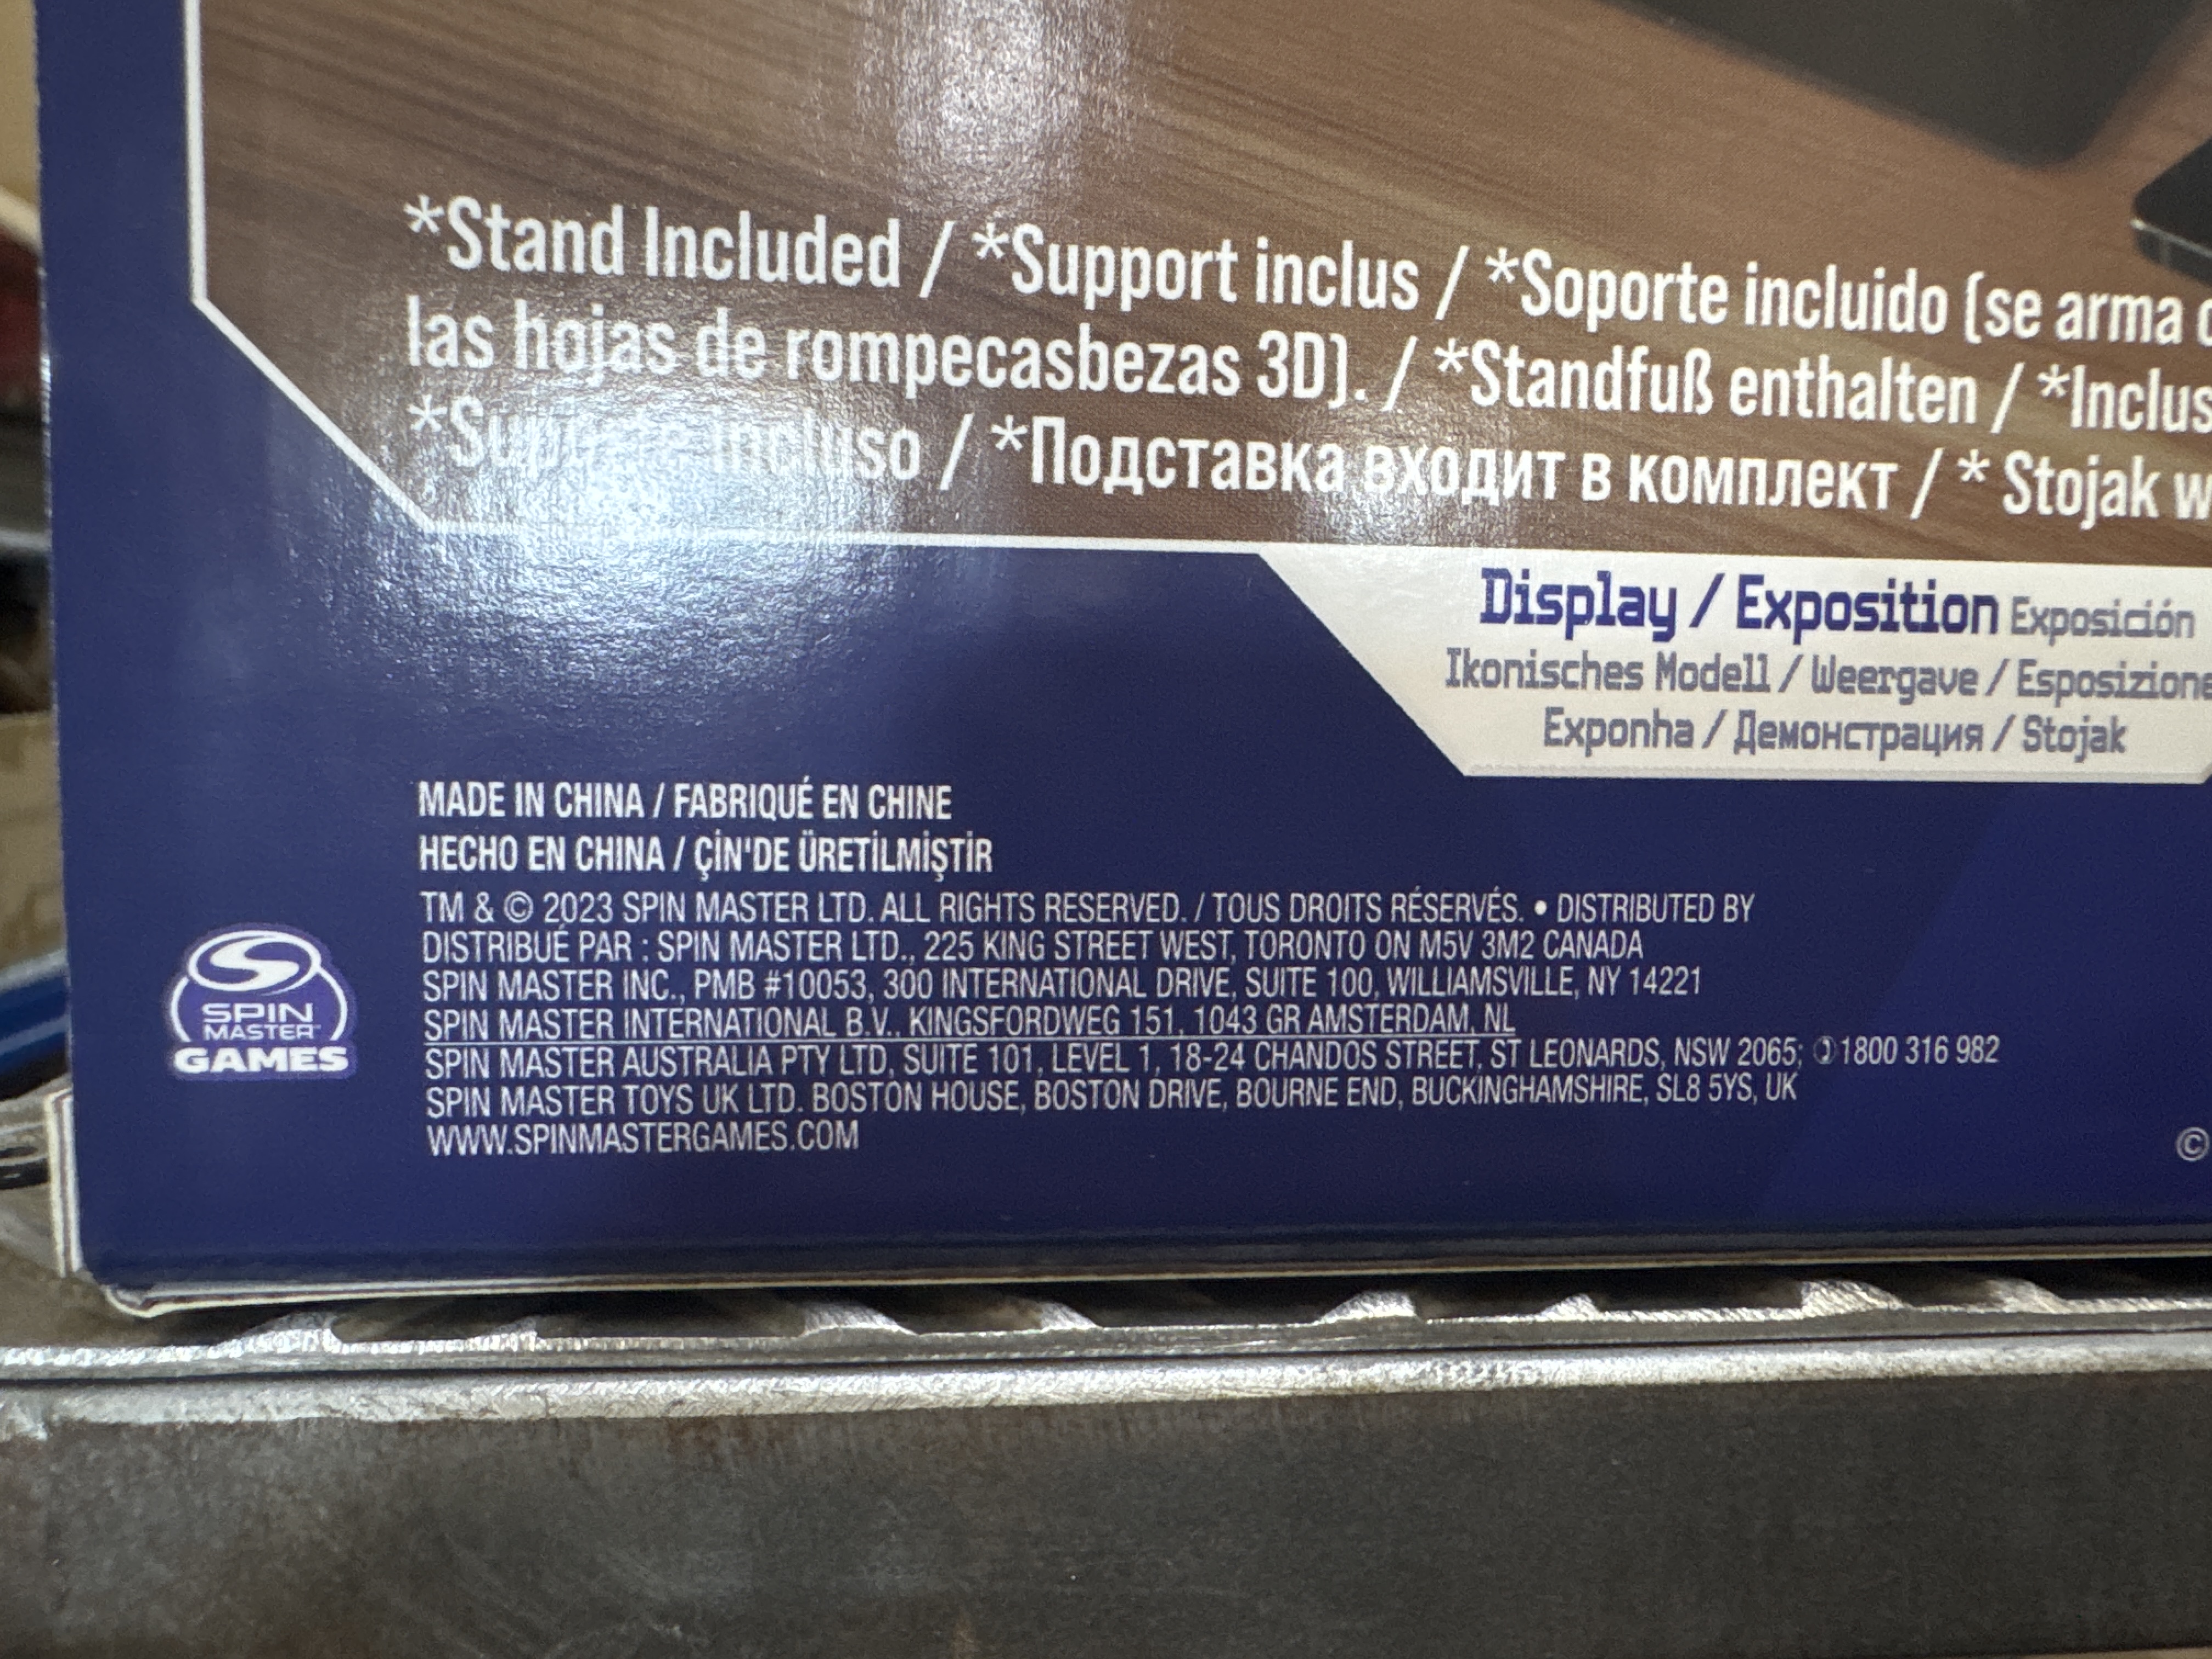 *Stand Included / *Support inclus / *Soporte incluido (se arma
las hojas de rompecasbezas 3D). / *Standfuß enthalten / *Inclus
Incluso / *Подставка входит в комплект / * Stojak
Display / Exposition Exposición
Ikonisches Modell / Weergave / Esposizione
Exponha / Демонстрация / Stojak
MADE IN CHINA / FABRIQUÉ EN CHINE
HECHO EN CHINA / ÇİN'DE ÜRETİLMİŞTİR
TM & © 2023 SPIN MASTER LTD. ALL RIGHTS RESERVED. / TOUS DROITS RÉSERVÉS. • DISTRIBUTED BY
DISTRIBUÉ PAR : SPIN MASTER LTD., 225 KING STREET WEST, TORONTO ON M5V 3M2 CANADA
SPIN MASTER INC., PMB #10053, 300 INTERNATIONAL DRIVE, SUITE 100, WILLIAMSVILLE, NY 14221
SPIN MASTER INTERNATIONAL B.V., KINGSFORDWEG 151, 1043 GR AMSTERDAM, NL
SPIN MASTER AUSTRALIA PTY LTD, SUITE 101, LEVEL 1, 18-24 CHANDOS STREET, ST LEONARDS, NSW 2065; ✆1800 316 982
SPIN MASTER TOYS UK LTD. BOSTON HOUSE, BOSTON DRIVE, BOURNE END, BUCKINGHAMSHIRE, SL8 5YS, UK
WWW.SPINMASTERGAMES.COM
SPIN
MASTER™
GAMES
©